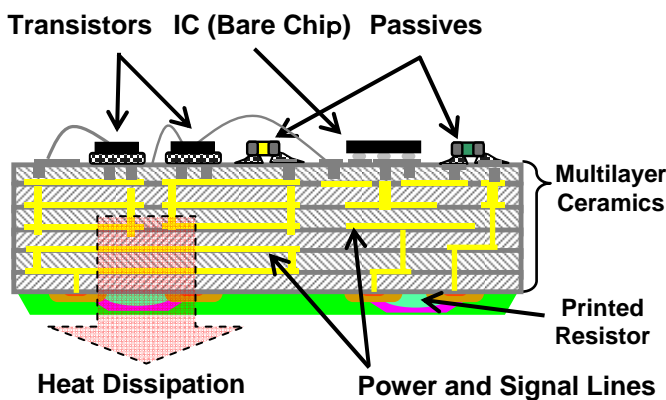 Transistors IC (Bare Chip) Passives
Multilayer
Ceramics
Printed
Resistor
Heat Dissipation Power and Signal Lines